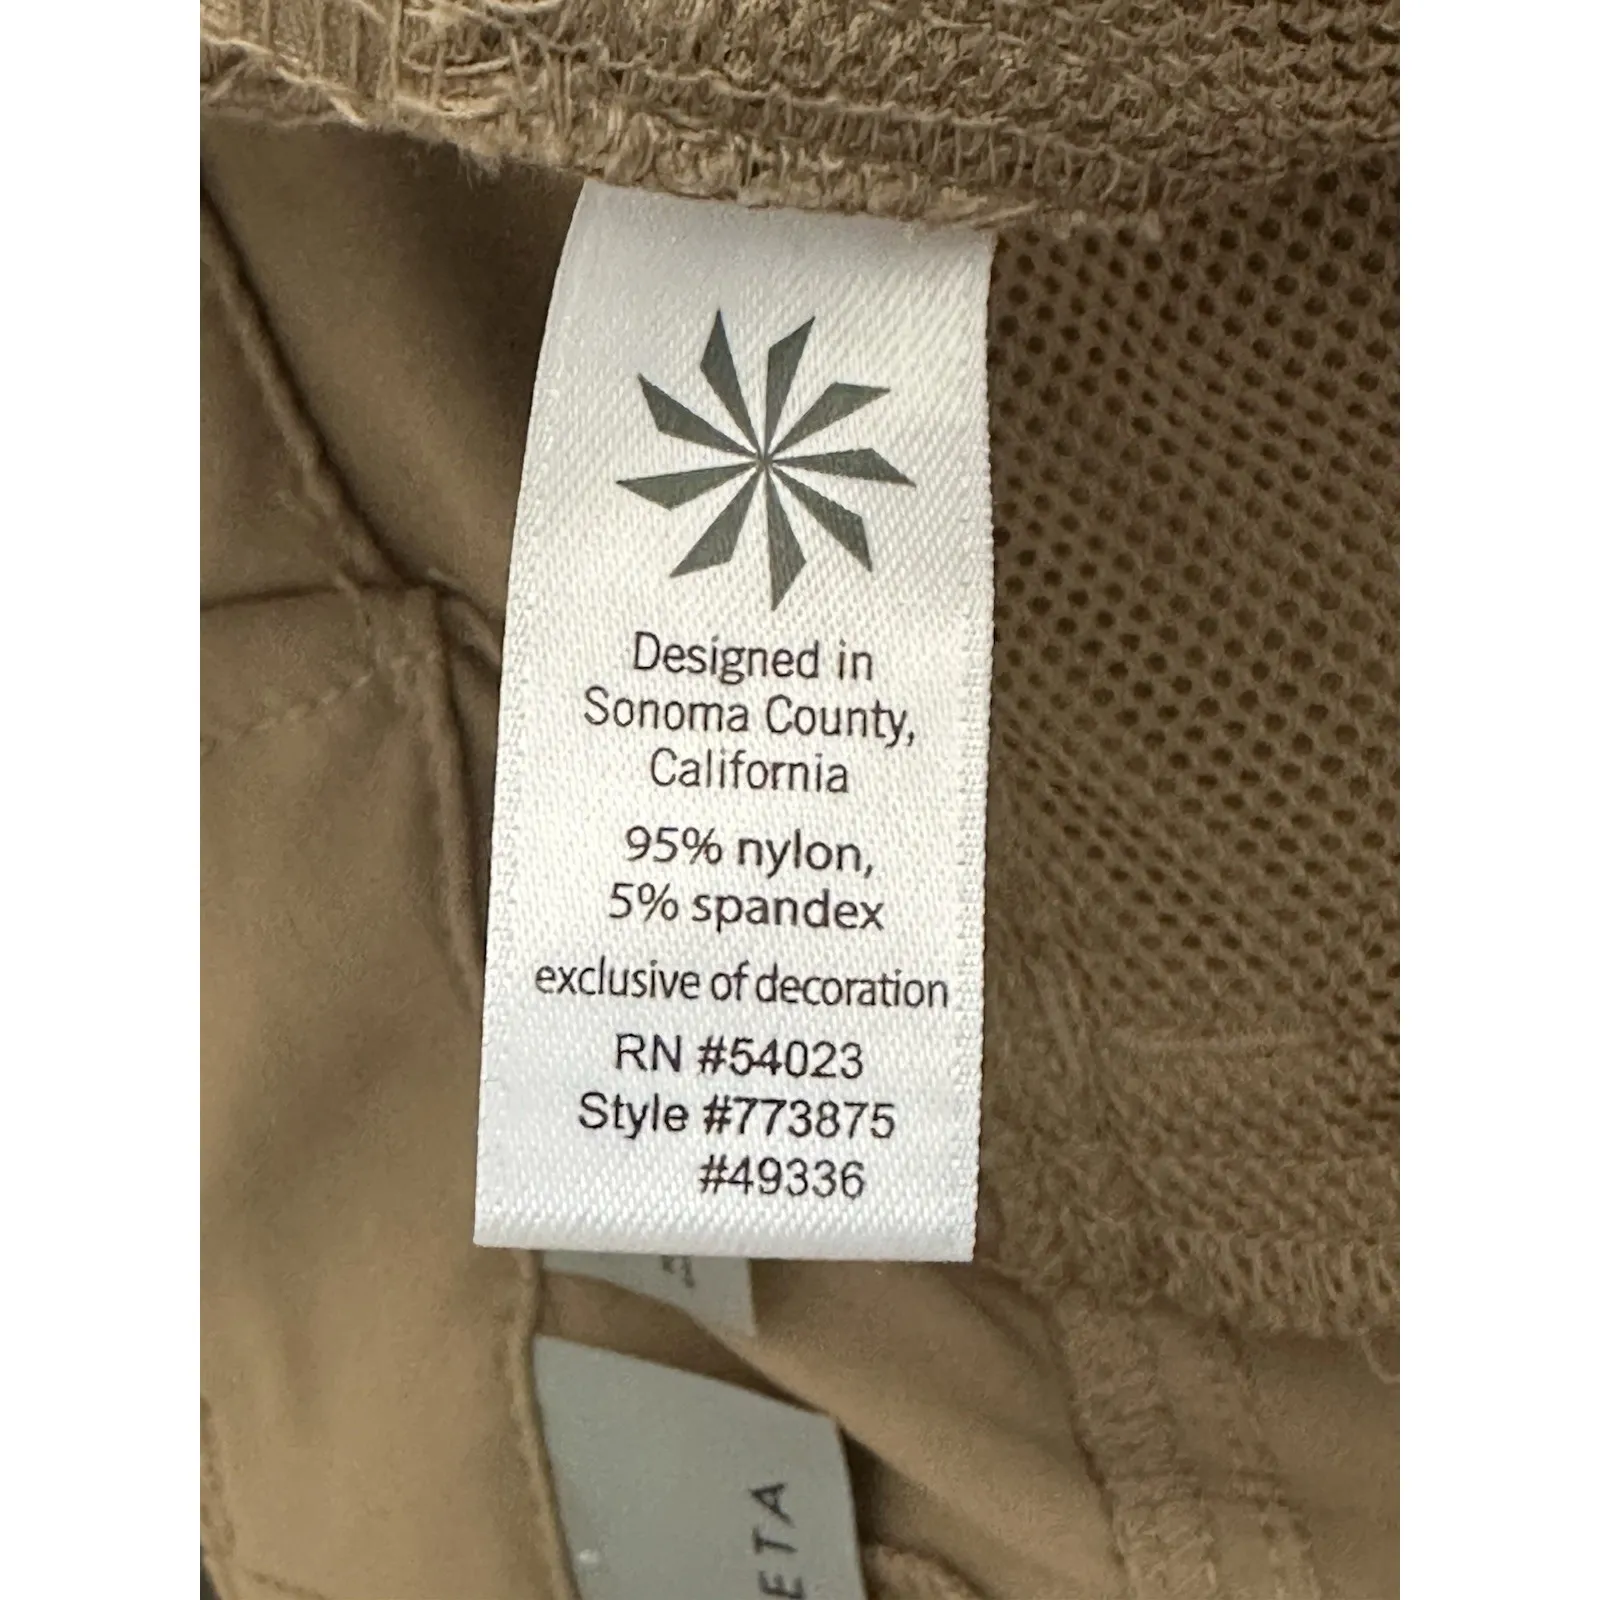 Designed in
Sonoma County,
California
95% nylon,
5% spandex
exclusive of decoration
RN #54023
Style #773875
#49336
ETA